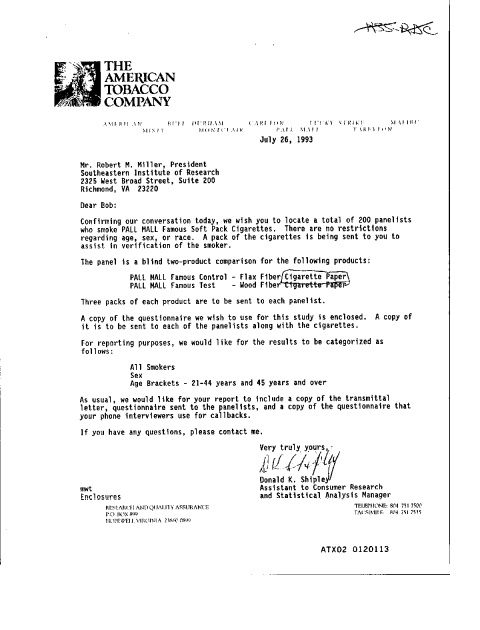 THE
AMERICAN
TOBACCO
COMPANY
AMERICAN BULL DURHAM CARLTON LUCKY STRIKE MALIBU
MISTY MONTCLAIR PALL MALL TAREYTON
July 26, 1993
Mr. Robert M. Miller, President
Southeastern Institute of Research
2325 West Broad Street, Suite 200
Richmond, VA 23220
Dear Bob:
Confirming our conversation today, we wish you to locate a total of 200 panelists
who smoke PALL MALL Famous Soft Pack Cigarettes. There are no restrictions
regarding age, sex, or race. A pack of the cigarettes is being sent to you to
assist in verification of the smoker.
The panel is a blind two-product comparison for the following products:
PALL MALL Famous Control - Flax Fiber Cigarette Paper
PALL MALL Famous Test - Wood Fiber Cigarette Paper
Three packs of each product are to be sent to each panelist.
A copy of the questionnaire we wish to use for this study is enclosed. A copy of
it is to be sent to each of the panelists along with the cigarettes.
For reporting purposes, we would like for the results to be categorized as
follows:
All Smokers
Sex
Age Brackets - 21-44 years and 45 years and over
As usual, we would like for your report to include a copy of the transmittal
letter, questionnaire sent to the panelists, and a copy of the questionnaire that
your phone interviewers use for callbacks.
If you have any questions, please contact me.
Very truly yours,
Donald K. Shipley
Assistant to Consumer Research
and Statistical Analysis Manager
Enclosures
RESEARCH AND QUALITY ASSURANCE
P.O. BOX 899
HOPEWELL VIRGINIA 23860-0899
TELEPHONE: 804 751 7500
ATX02 0120113